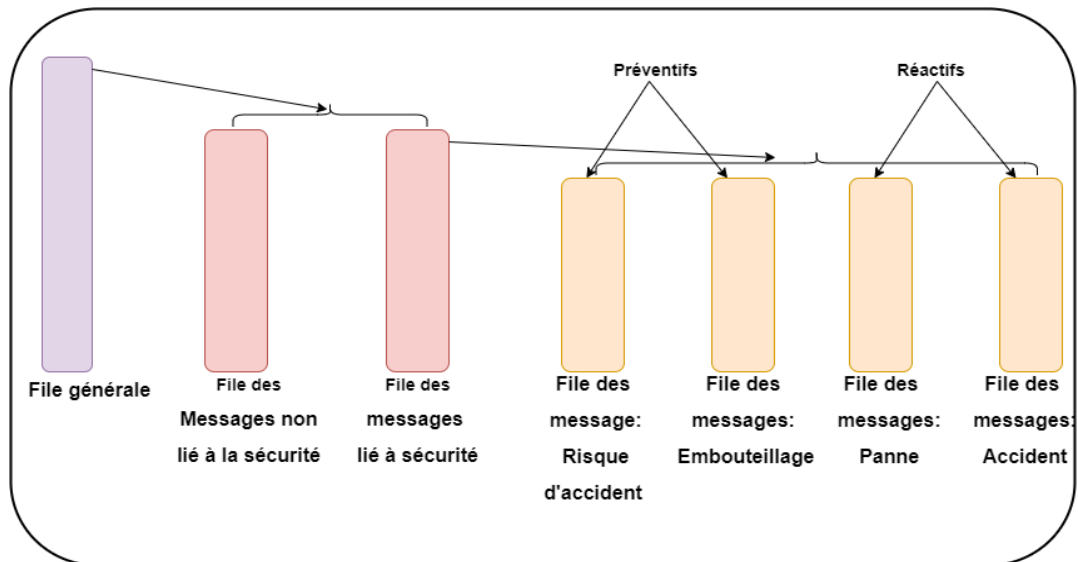 Préventifs
Réactifs
File générale
File des
Messages non
lié à la sécurité
File des
messages
lié à sécurité
File des
message:
Risque
d'accident
File des
messages:
Embouteillage
File des
messages:
Panne
File des
messages:
Accident